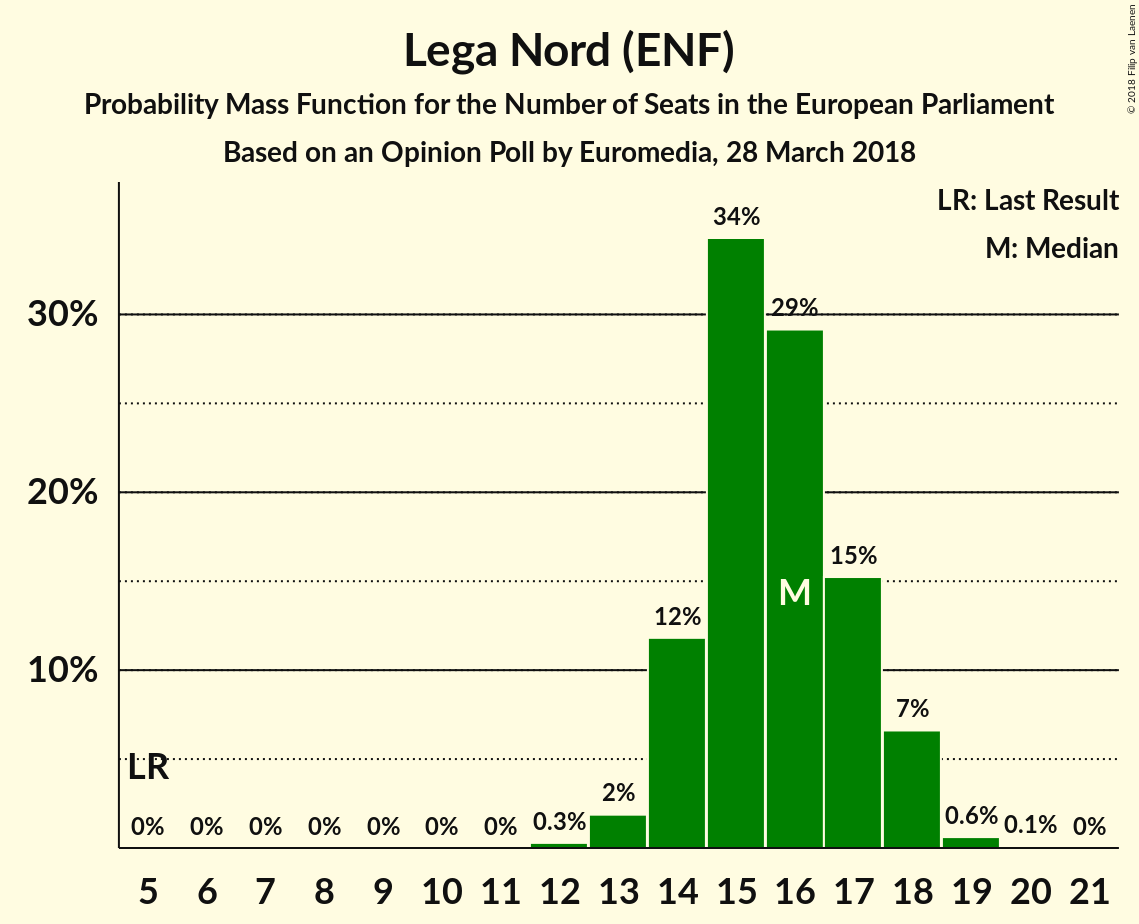 Lega Nord (ENF)
Probability Mass Function for the Number of Seats in the European Parliament
Based on an Opinion Poll by Euromedia, 28 March 2018
© 2018 Filip van Laenen
LR: Last Result
M: Median
30%
20%
10%
LR
0% 0% 0% 0% 0% 0% 0% 0.3% 2% 12% 34% 29% 15% 7% 0.6% 0.1% 0%
M
5 6 7 8 9 10 11 12 13 14 15 16 17 18 19 20 21